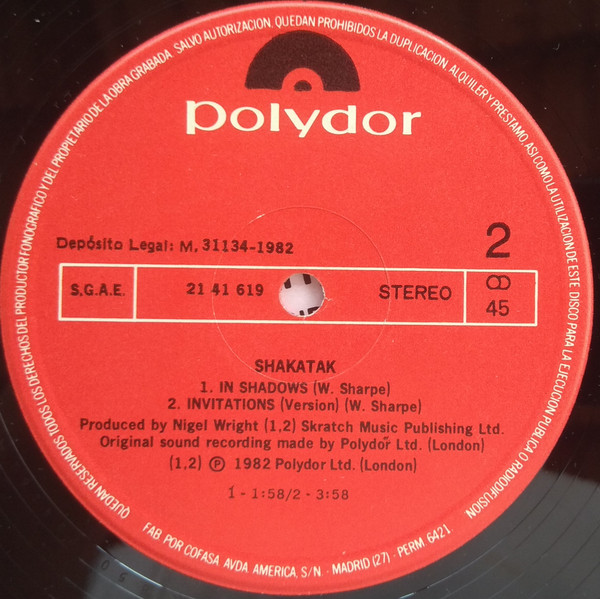 polydor
Depósito Legal: M. 31134-1982
2
S.G.A.E.
21 41 619
STEREO
45
SHAKATAK
1. IN SHADOWS (W. Sharpe)
2. INVITATIONS (Version) (W. Sharpe)
Produced by Nigel Wright (1,2) Skratch Music Publishing Ltd.
Original sound recording made by Polydor Ltd. (London)
(1,2) ℗ 1982 Polydor Ltd. (London)
1 - 1:58/2 - 3:58
QUEDAN RESERVADOS TODOS LOS DERECHOS DEL PRODUCTOR FONOGRAFICO Y DEL PROPIETARIO DE LA OBRA GRABADA. SALVO AUTORIZACION, QUEDAN PROHIBIDOS LA DUPLICACION, ALQUILER Y PRESTAMO, ASI COMO LA UTILIZACION DE ESTE DISCO PARA LA EJECUCION PUBLICA O RADIODIFUSION
FAB. POR COFASA AVDA. AMERICA, S/N - MADRID (27) - PERM. 6421